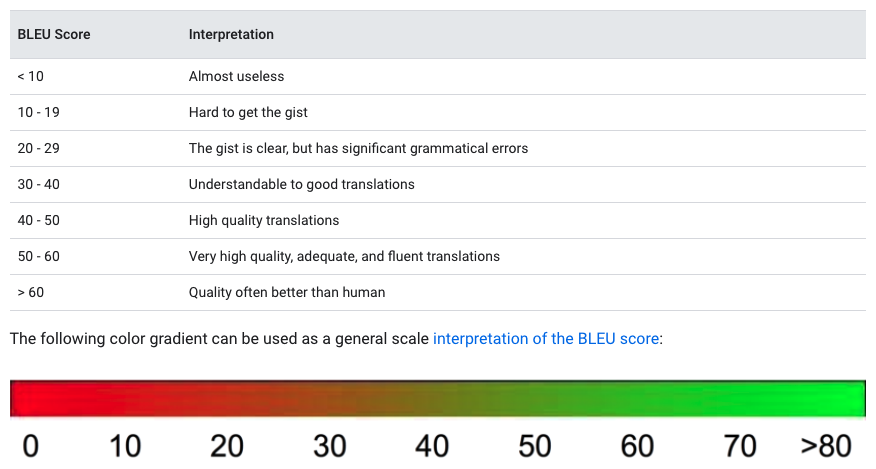 BLEU Score Interpretation
< 10 Almost useless
10 - 19 Hard to get the gist
20 - 29 The gist is clear, but has significant grammatical errors
30 - 40 Understandable to good translations
40 - 50 High quality translations
50 - 60 Very high quality, adequate, and fluent translations
> 60 Quality often better than human
The following color gradient can be used as a general scale interpretation of the BLEU score:
0 10 20 30 40 50 60 70 >80